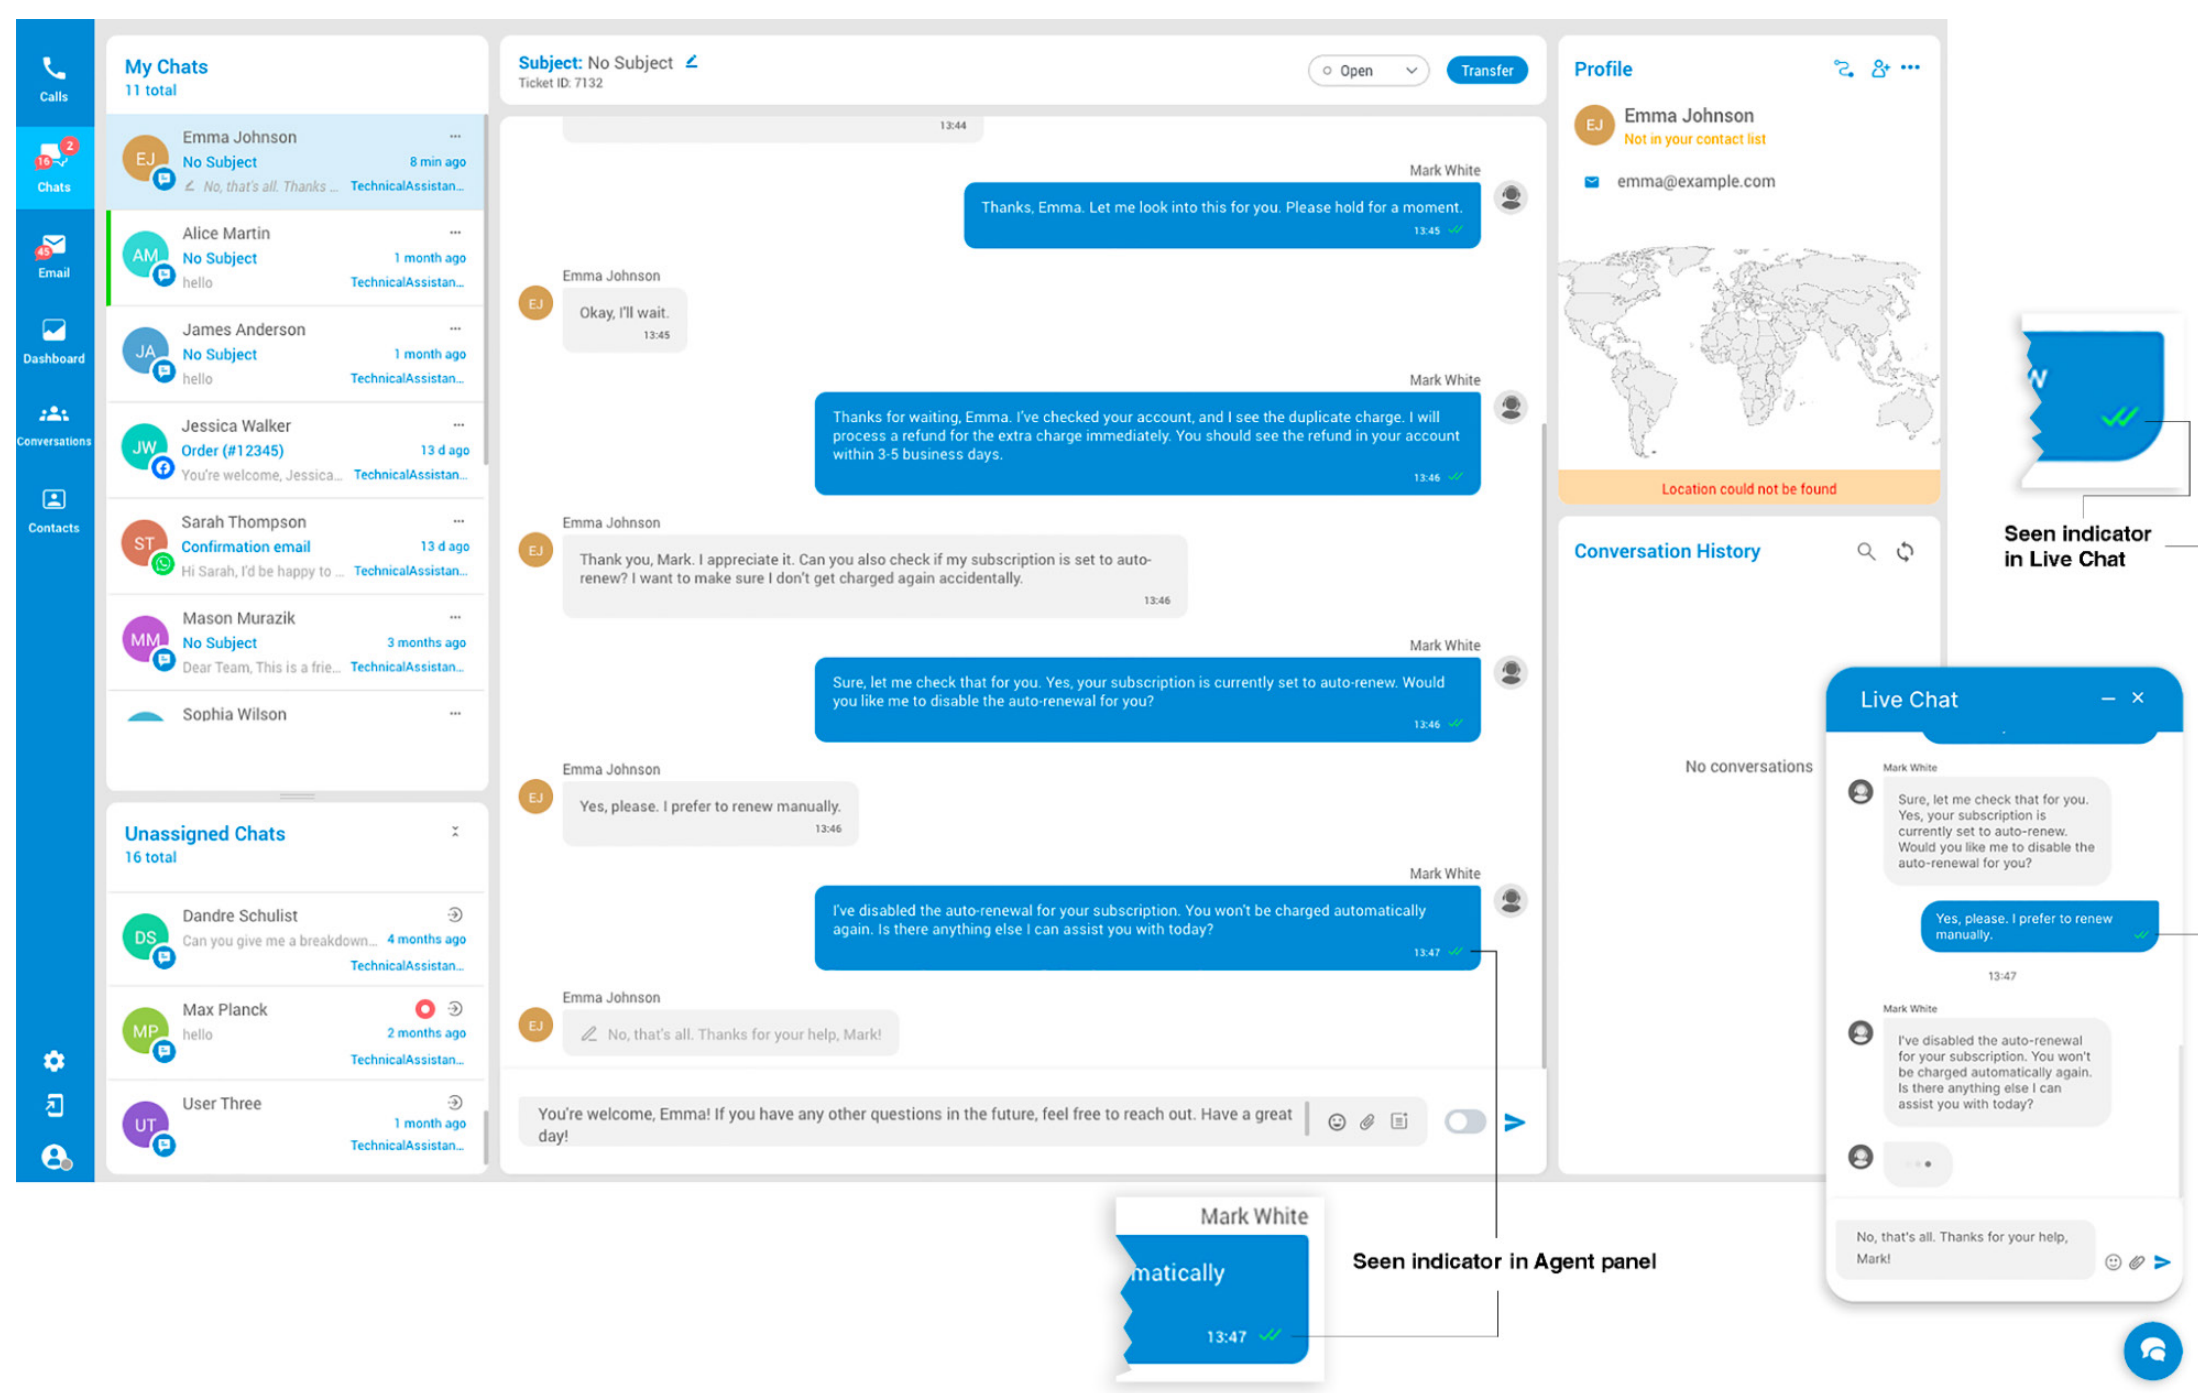 Calls
16
2
Chats
45
Email
Dashboard
Conversations
Contacts
My Chats
11 total
EJ
Emma Johnson
...
No Subject
8 min ago
No, that's all. Thanks ...
TechnicalAssistan...
AM
Alice Martin
...
No Subject
1 month ago
hello
TechnicalAssistan...
JA
James Anderson
...
No Subject
1 month ago
hello
TechnicalAssistan...
JW
Jessica Walker
...
Order (#12345)
13 d ago
You're welcome, Jessica...
TechnicalAssistan...
ST
Sarah Thompson
...
Confirmation email
13 d ago
Hi Sarah, I'd be happy to ...
TechnicalAssistan...
MM
Mason Murazik
...
No Subject
3 months ago
Dear Team, This is a frie...
TechnicalAssistan...
Sophia Wilson
...
Unassigned Chats
16 total
DS
Dandre Schulist
Can you give me a breakdown...
4 months ago
TechnicalAssistan...
MP
Max Planck
hello
2 months ago
TechnicalAssistan...
UT
User Three
1 month ago
TechnicalAssistan...
Subject: No Subject
Ticket ID: 7132
Open
Transfer
13:44
Mark White
Thanks, Emma. Let me look into this for you. Please hold for a moment.
13:45
Emma Johnson
EJ
Okay, I'll wait.
13:45
Mark White
Thanks for waiting, Emma. I've checked your account, and I see the duplicate charge. I will
process a refund for the extra charge immediately. You should see the refund in your account
within 3-5 business days.
13:46
Emma Johnson
EJ
Thank you, Mark. I appreciate it. Can you also check if my subscription is set to auto-
renew? I want to make sure I don't get charged again accidentally.
13:46
Mark White
Sure, let me check that for you. Yes, your subscription is currently set to auto-renew. Would
you like me to disable the auto-renewal for you?
13:46
Emma Johnson
EJ
Yes, please. I prefer to renew manually.
13:46
Mark White
I've disabled the auto-renewal for your subscription. You won't be charged automatically
again. Is there anything else I can assist you with today?
13:47
Emma Johnson
EJ
No, that's all. Thanks for your help, Mark!
You're welcome, Emma! If you have any other questions in the future, feel free to reach out. Have a great
day!
Profile
EJ
Emma Johnson
Not in your contact list
emma@example.com
Location could not be found
Conversation History
No conversations
w
Seen indicator
in Live Chat
Live Chat
Mark White
Sure, let me check that for you.
Yes, your subscription is
currently set to auto-renew.
Would you like me to disable the
auto-renewal for you?
Yes, please. I prefer to renew
manually.
13:47
Mark White
I've disabled the auto-renewal
for your subscription. You won't
be charged automatically again.
Is there anything else I can
assist you with today?
No, that's all. Thanks for your help,
Mark!
Mark White
matically
13:47
Seen indicator in Agent panel